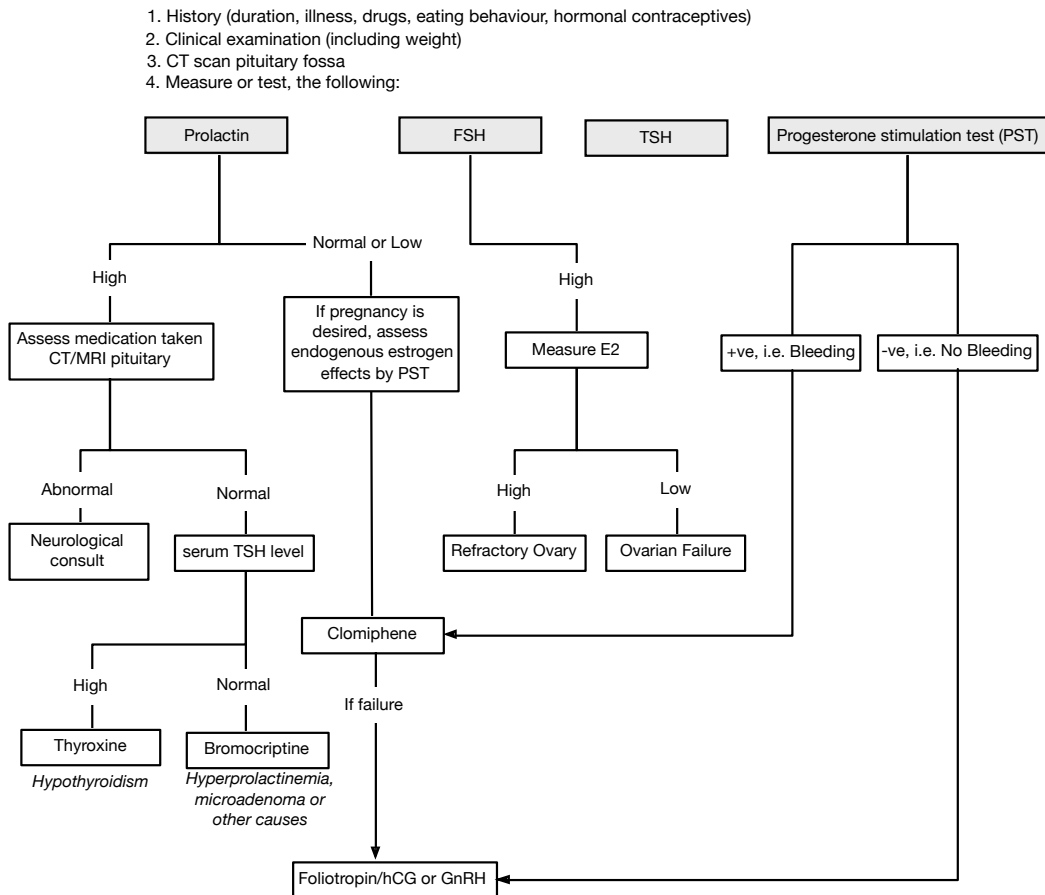 1. History (duration, illness, drugs, eating behaviour, hormonal contraceptives)
2. Clinical examination (including weight)
3. CT scan pituitary fossa
4. Measure or test, the following:
Prolactin
FSH
TSH
Progesterone stimulation test (PST)
Normal or Low
High
High
If pregnancy is
desired, assess
endogenous estrogen
effects by PST
Assess medication taken
CT/MRI pituitary
Measure E2
+ve, i.e. Bleeding
-ve, i.e. No Bleeding
Abnormal
Normal
High
Low
Neurological
consult
serum TSH level
Refractory Ovary
Ovarian Failure
Clomiphene
High
Normal
If failure
Thyroxine
Hypothyroidism
Bromocriptine
Hyperprolactinemia,
microadenoma or
other causes
Foliotropin/hCG or GnRH